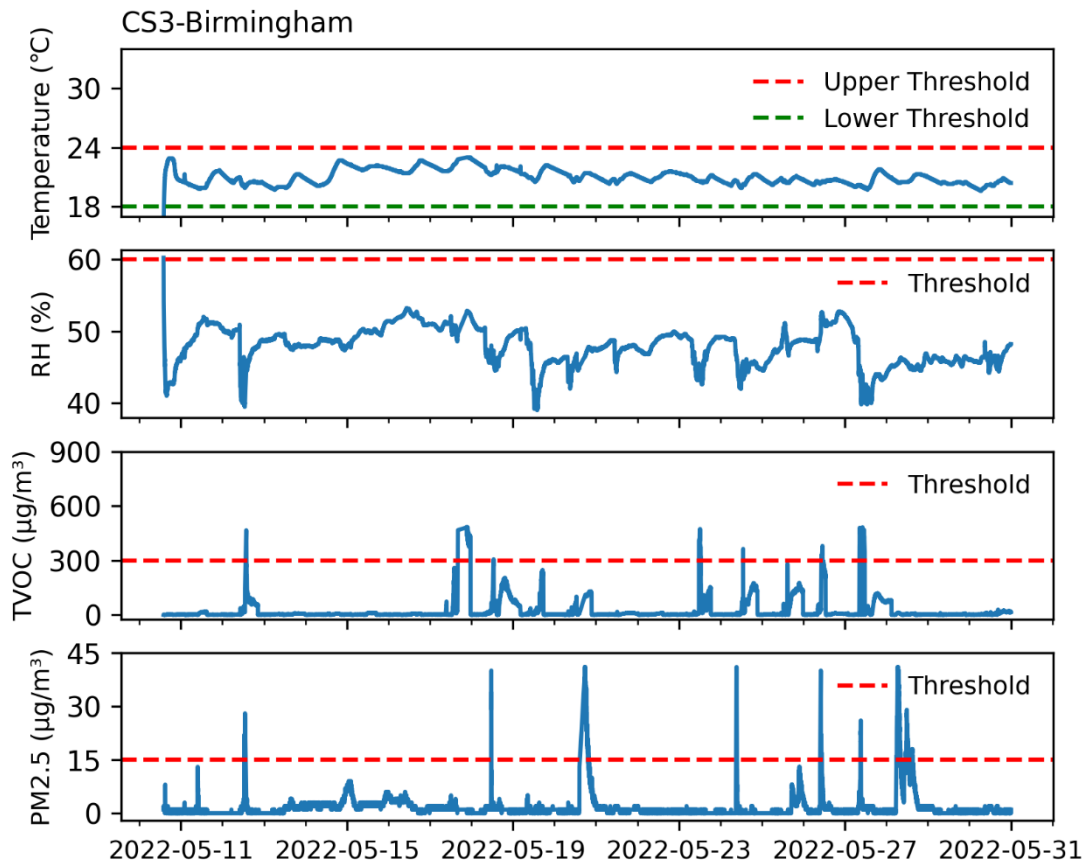 CS3-Birmingham
Temperature (°C)
30
24
18
Upper Threshold
Lower Threshold
RH (%)
60
50
40
Threshold
TVOC (µg/m³)
900
600
300
0
Threshold
PM2.5 (µg/m³)
45
30
15
0
Threshold
2022-05-11 2022-05-15 2022-05-19 2022-05-23 2022-05-27 2022-05-31